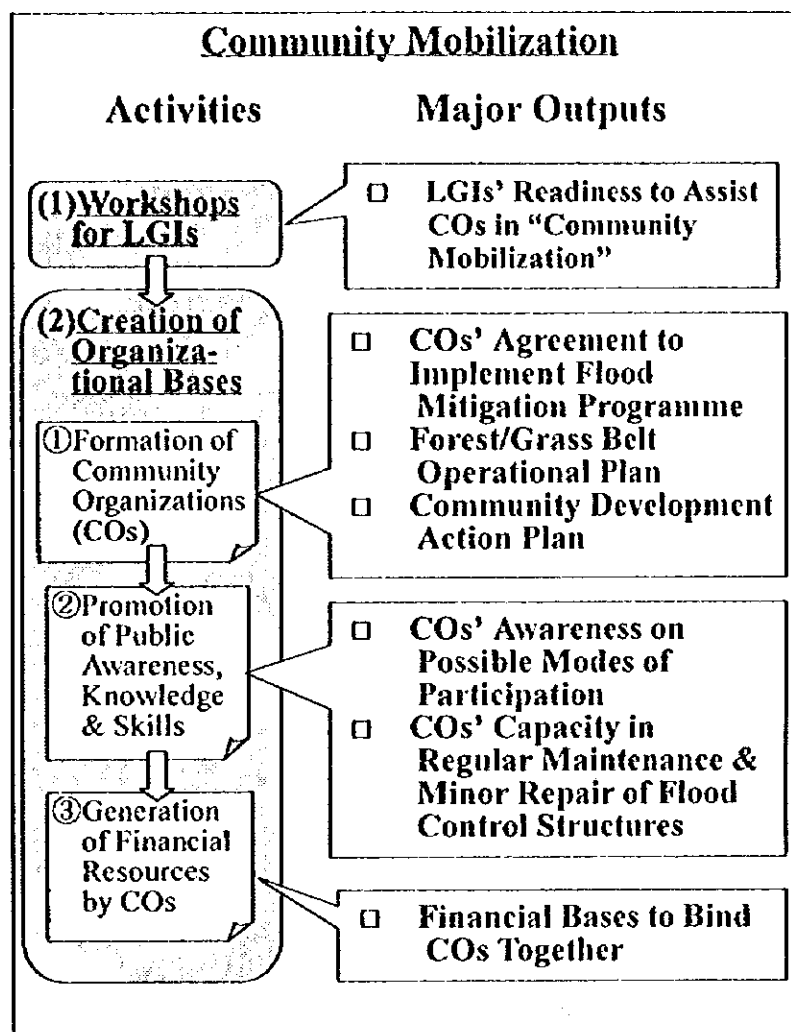 Community Mobilization
Activities
Major Outputs
(1)Workshops
for LGIs
□ LGIs' Readiness to Assist
COs in "Community
Mobilization"
(2)Creation of
Organiza-
tional Bases
①Formation of
Community
Organizations
(COs)
□ COs' Agreement to
Implement Flood
Mitigation Programme
□ Forest/Grass Belt
Operational Plan
□ Community Development
Action Plan
②Promotion
of Public
Awareness,
Knowledge
& Skills
□ COs' Awareness on
Possible Modes of
Participation
□ COs' Capacity in
Regular Maintenance &
Minor Repair of Flood
Control Structures
③Generation
of Financial
Resources
by COs
□ Financial Bases to Bind
COs Together